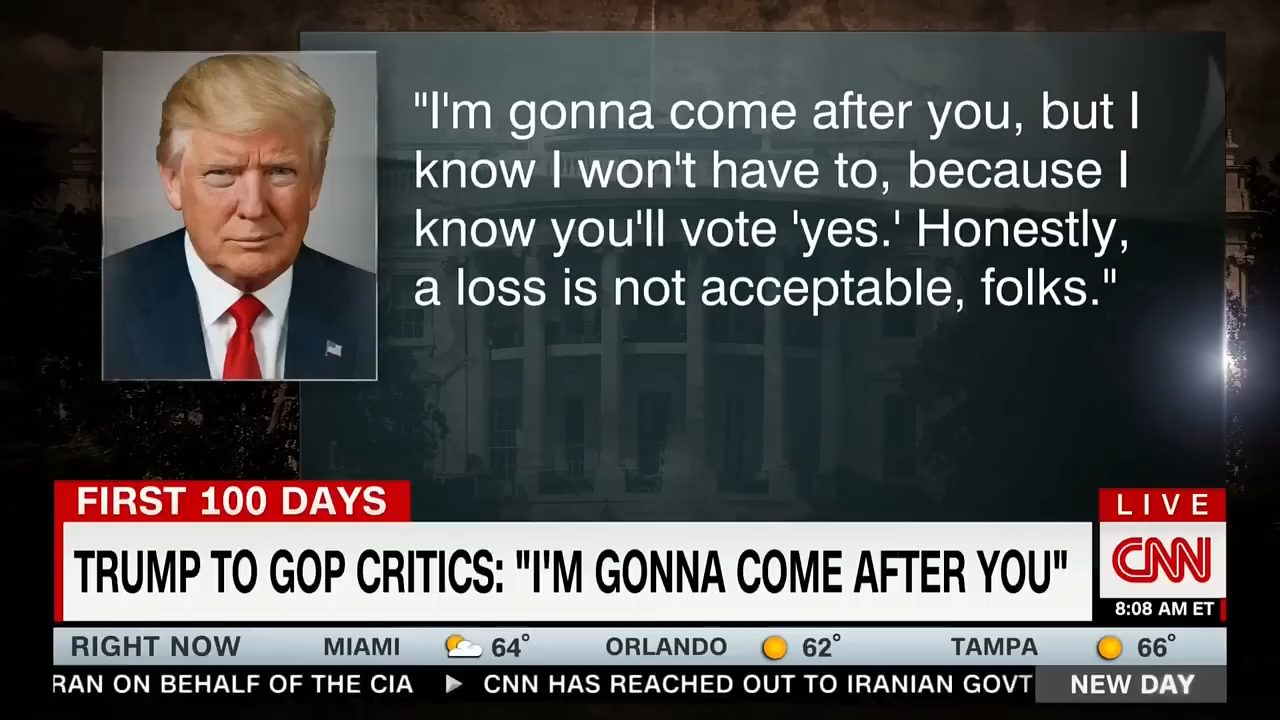 "I'm gonna come after you, but I
know I won't have to, because I
know you'll vote 'yes.' Honestly,
a loss is not acceptable, folks."
FIRST 100 DAYS
TRUMP TO GOP CRITICS: "I'M GONNA COME AFTER YOU"
LIVE
CNN
8:08 AM ET
RIGHT NOW MIAMI 64° ORLANDO 62° TAMPA 66°
RAN ON BEHALF OF THE CIA ▶ CNN HAS REACHED OUT TO IRANIAN GOVT
NEW DAY